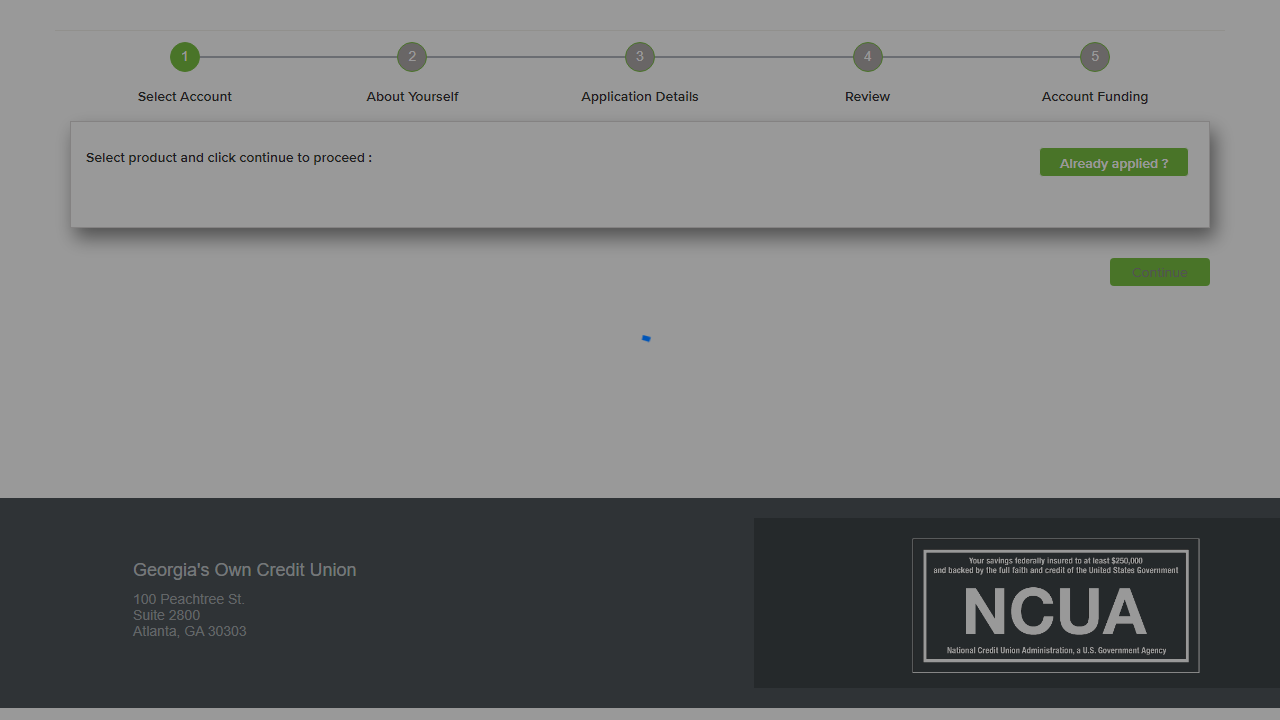 1
2
3
4
5
Select Account
About Yourself
Application Details
Review
Account Funding
Select product and click continue to proceed :
Already applied ?
Continue
Georgia's Own Credit Union
100 Peachtree St.
Suite 2800
Atlanta, GA 30303
Your savings federally insured to at least $250,000
and backed by the full faith and credit of the United States Government
NCUA
National Credit Union Administration, a U.S. Government Agency